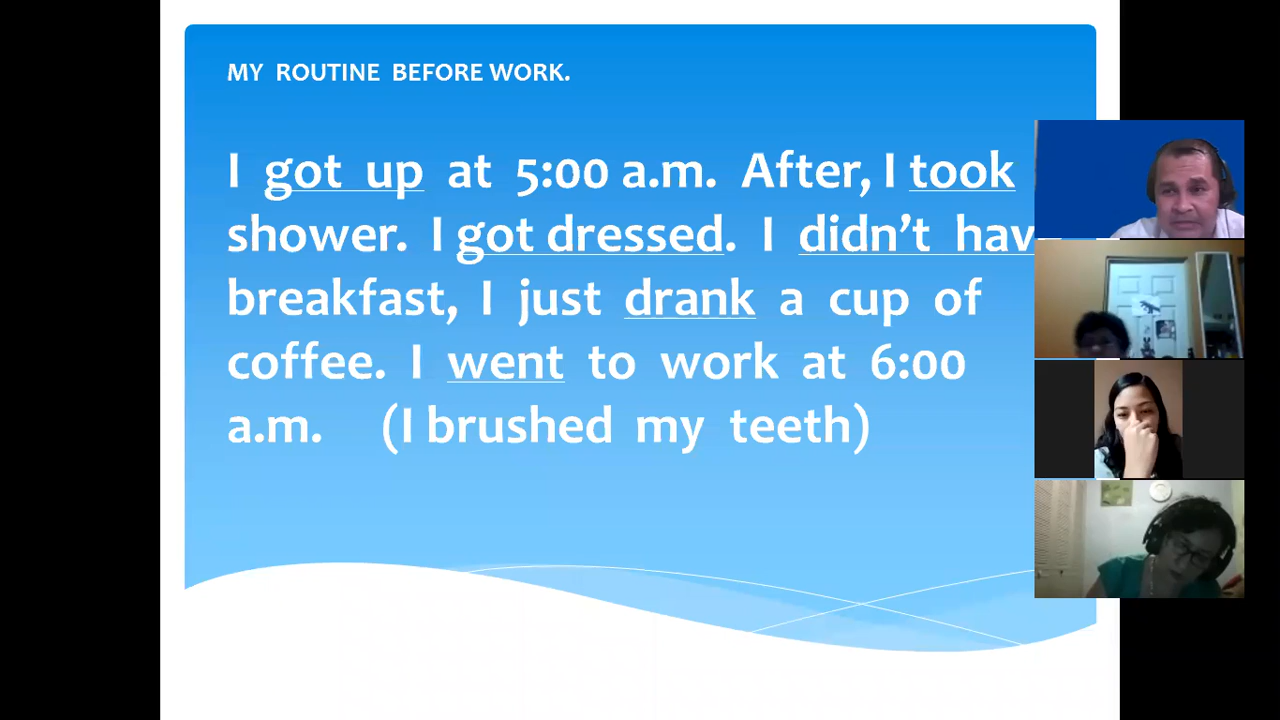 MY ROUTINE BEFORE WORK.
I got up at 5:00 a.m. After, I took
shower. I got dressed. I didn't
breakfast, I just drank a cup of
coffee. I went to work at 6:00
a.m. (I brushed my teeth)